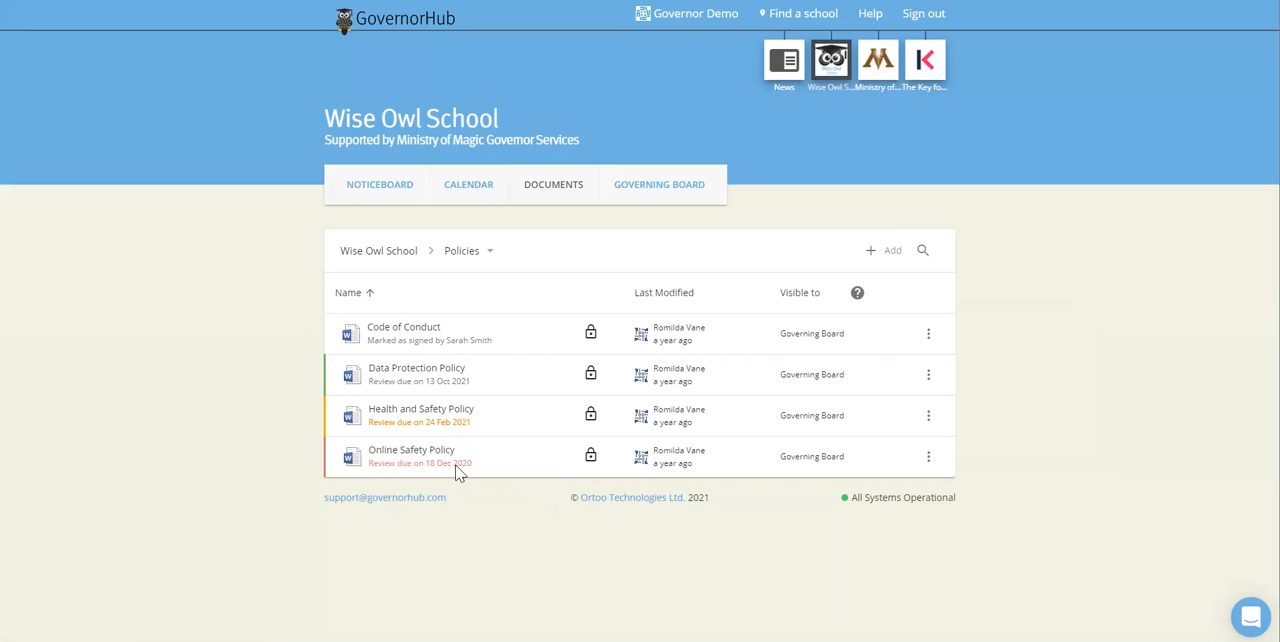 GovernorHub
Governor Demo
Find a school
Help
Sign out
News
Wise Owl S...
Ministry of...
The Key fo...
Wise Owl School
Supported by Ministry of Magic Governor Services
NOTICEBOARD
CALENDAR
DOCUMENTS
GOVERNING BOARD
Wise Owl School > Policies
+ Add
Name ↑
Last Modified
Visible to
?
Code of Conduct
Marked as signed by Sarah Smith
Romilda Vane
a year ago
Governing Board
Data Protection Policy
Review due on 13 Oct 2021
Romilda Vane
a year ago
Governing Board
Health and Safety Policy
Review due on 24 Feb 2021
Romilda Vane
a year ago
Governing Board
Online Safety Policy
Review due on 18 Dec 2020
Romilda Vane
a year ago
Governing Board
support@governorhub.com
© Ortoo Technologies Ltd. 2021
All Systems Operational